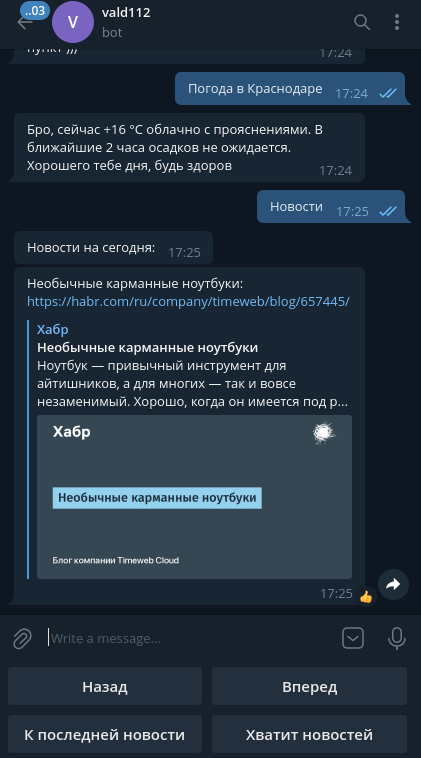 ..03
V
vald112
bot
17:24
Погода в Краснодаре 17:24
Бро, сейчас +16 °C облачно с прояснениями. В
ближайшие 2 часа осадков не ожидается.
Хорошего тебе дня, будь здоров 17:24
Новости 17:25
Новости на сегодня: 17:25
Необычные карманные ноутбуки:
https://habr.com/ru/company/timeweb/blog/657445/
Хабр
Необычные карманные ноутбуки
Ноутбук — привычный инструмент для
айтишников, а для многих — так и вовсе
незаменимый. Хорошо, когда он имеется под р...
Хабр
Необычные карманные ноутбуки
Блог компании Timeweb Cloud
17:25
Write a message...
Назад Вперед
К последней новости Хватит новостей